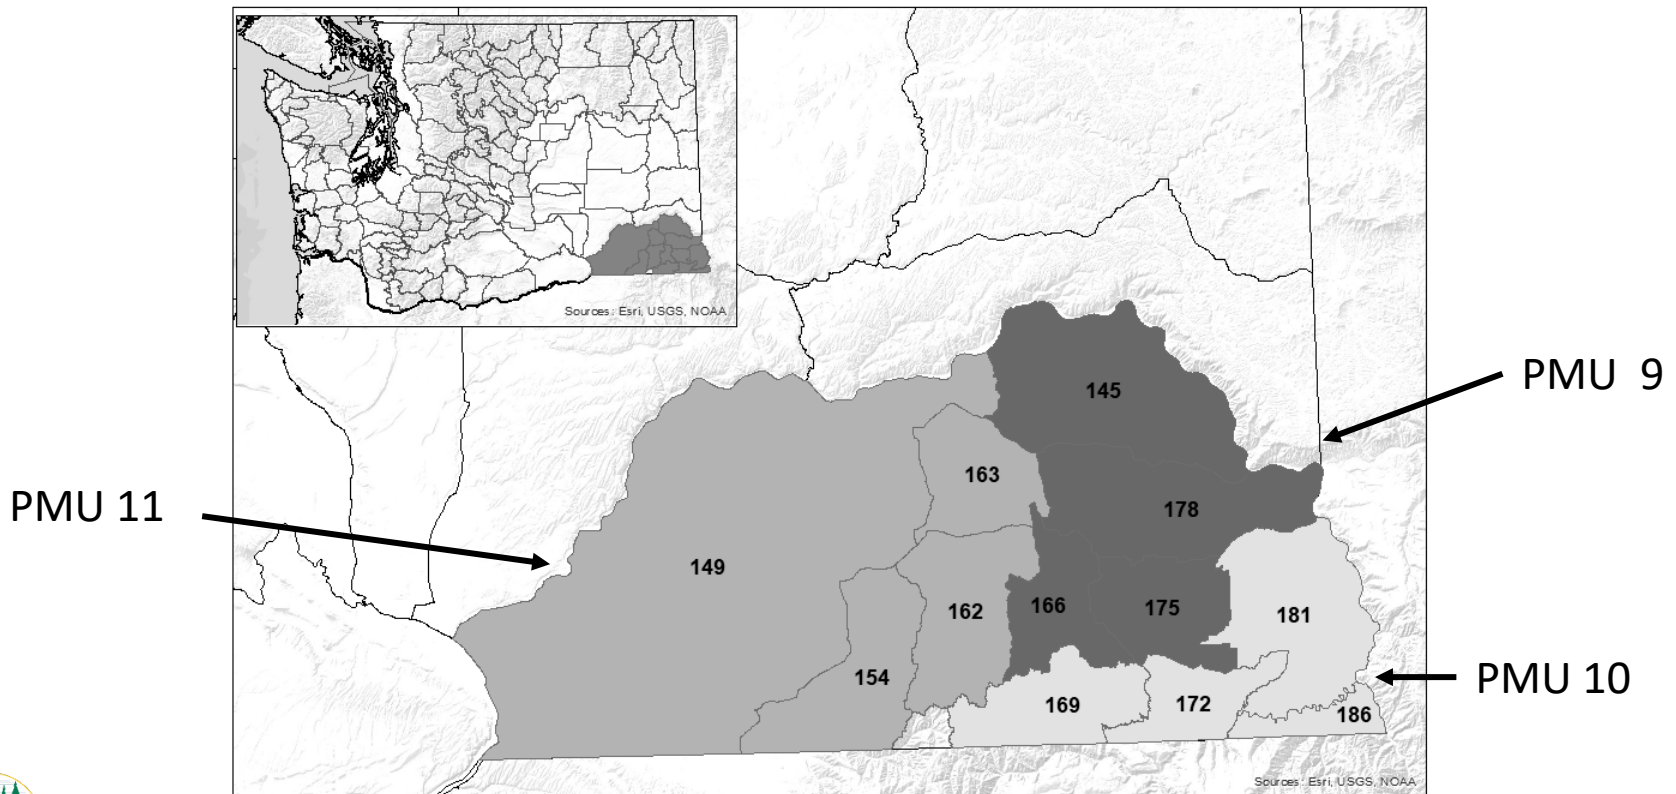 Sources: Esri, USGS, NOAA
145
PMU 9
163
PMU 11
178
149
166
175
162
181
154
PMU 10
169
172
186
Sources: Esri, USGS, NOAA